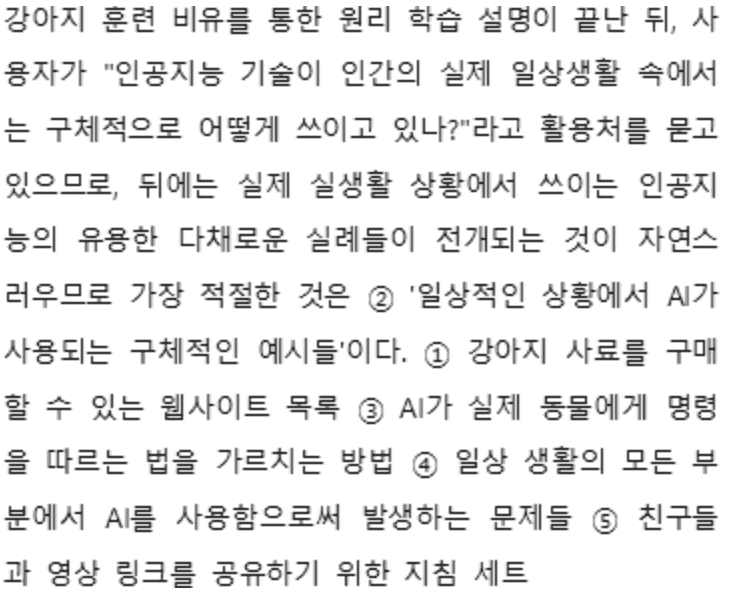 강아지 훈련 비유를 통한 원리 학습 설명이 끝난 뒤, 사
용자가 "인공지능 기술이 인간의 실제 일상생활 속에서
는 구체적으로 어떻게 쓰이고 있나?"라고 활용처를 묻고
있으므로, 뒤에는 실제 실생활 상황에서 쓰이는 인공지
능의 유용한 다채로운 실례들이 전개되는 것이 자연스
러우므로 가장 적절한 것은 ② '일상적인 상황에서 AI가
사용되는 구체적인 예시들'이다. ① 강아지 사료를 구매
할 수 있는 웹사이트 목록 ③ AI가 실제 동물에게 명령
을 따르는 법을 가르치는 방법 ④ 일상 생활의 모든 부
분에서 AI를 사용함으로써 발생하는 문제들 ⑤ 친구들
과 영상 링크를 공유하기 위한 지침 세트